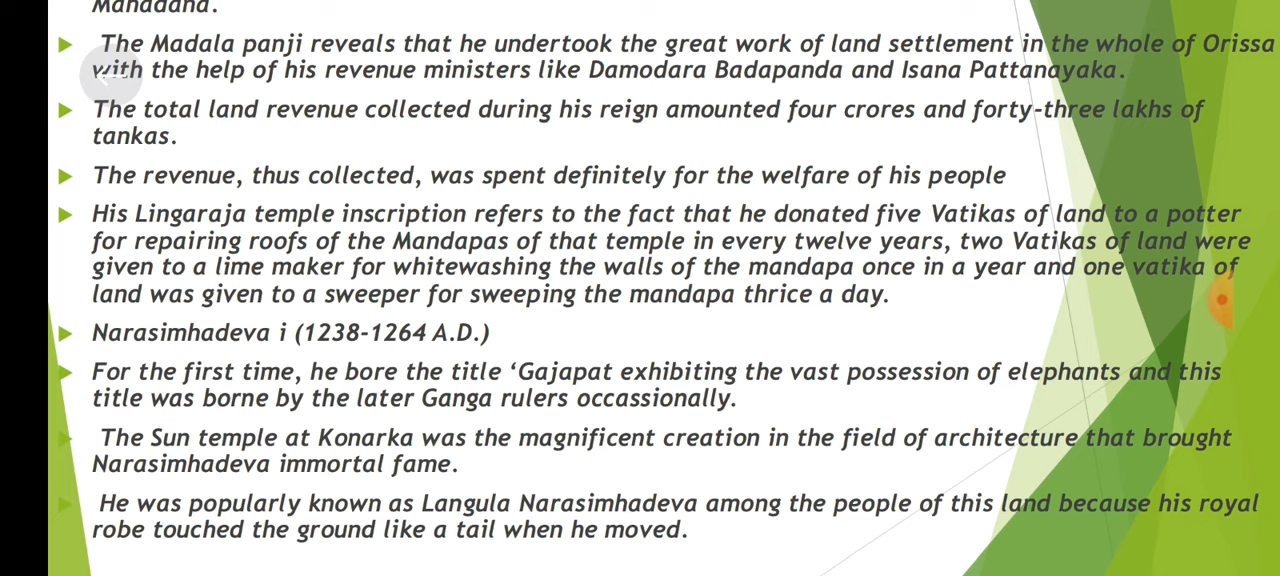 Mahadana.
The Madala panji reveals that he undertook the great work of land settlement in the whole of Orissa
with the help of his revenue ministers like Damodara Badapanda and Isana Pattanayaka.
The total land revenue collected during his reign amounted four crores and forty-three lakhs of
tankas.
The revenue, thus collected, was spent definitely for the welfare of his people
His Lingaraja temple inscription refers to the fact that he donated five Vatikas of land to a potter
for repairing roofs of the Mandapas of that temple in every twelve years, two Vatikas of land were
given to a lime maker for whitewashing the walls of the mandapa once in a year and one vatika of
land was given to a sweeper for sweeping the mandapa thrice a day.
Narasimhadeva i (1238-1264 A.D.)
For the first time, he bore the title ‘Gajapat exhibiting the vast possession of elephants and this
title was borne by the later Ganga rulers occassionally.
The Sun temple at Konarka was the magnificent creation in the field of architecture that brought
Narasimhadeva immortal fame.
He was popularly known as Langula Narasimhadeva among the people of this land because his royal
robe touched the ground like a tail when he moved.